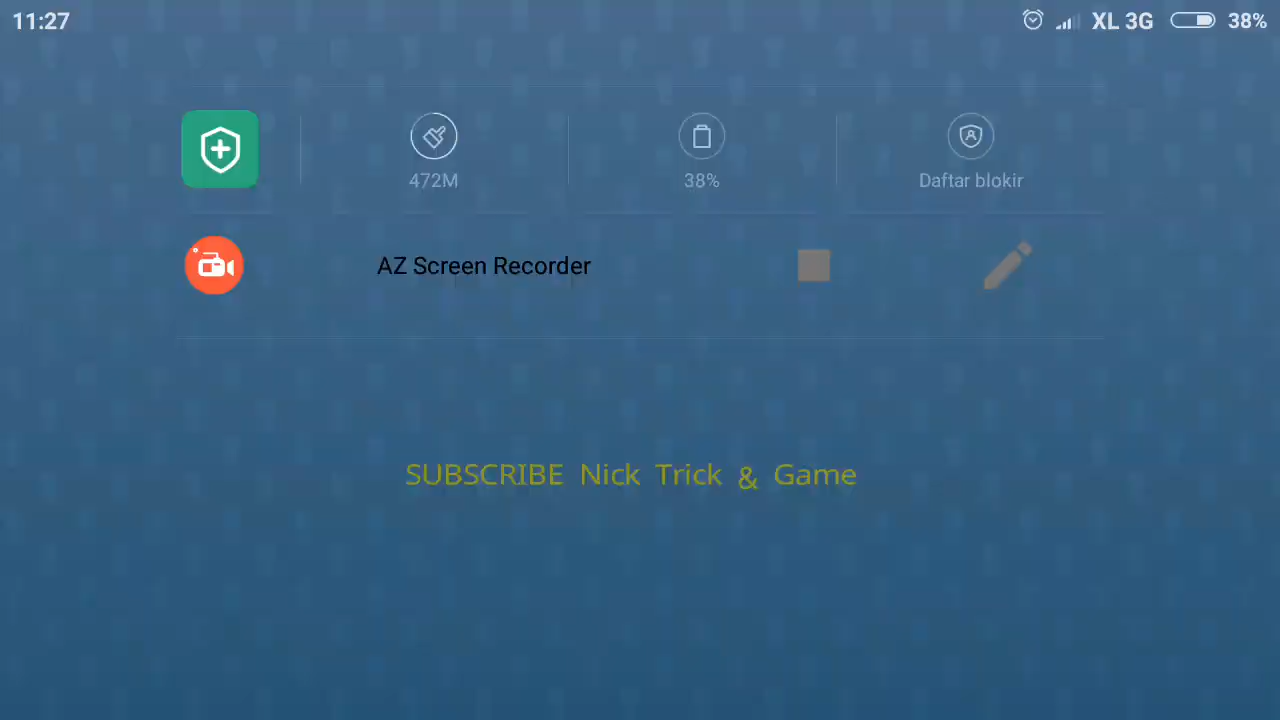 11:27 XL 3G 38%
472M 38% Daftar blokir
AZ Screen Recorder
SUBSCRIBE Nick Trick & Game